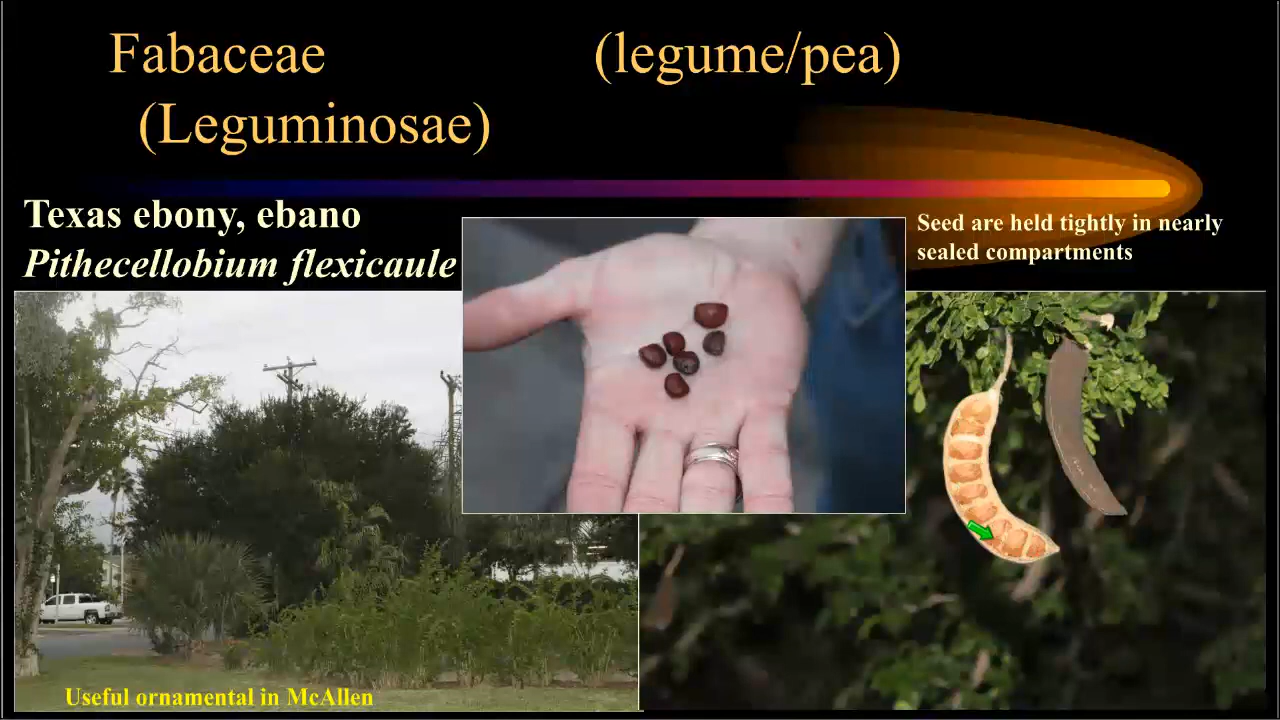 Fabaceae (legume/pea)
(Leguminosae)
Texas ebony, ebano
Pithecellobium flexicaule
Seed are held tightly in nearly
sealed compartments
Useful ornamental in McAllen